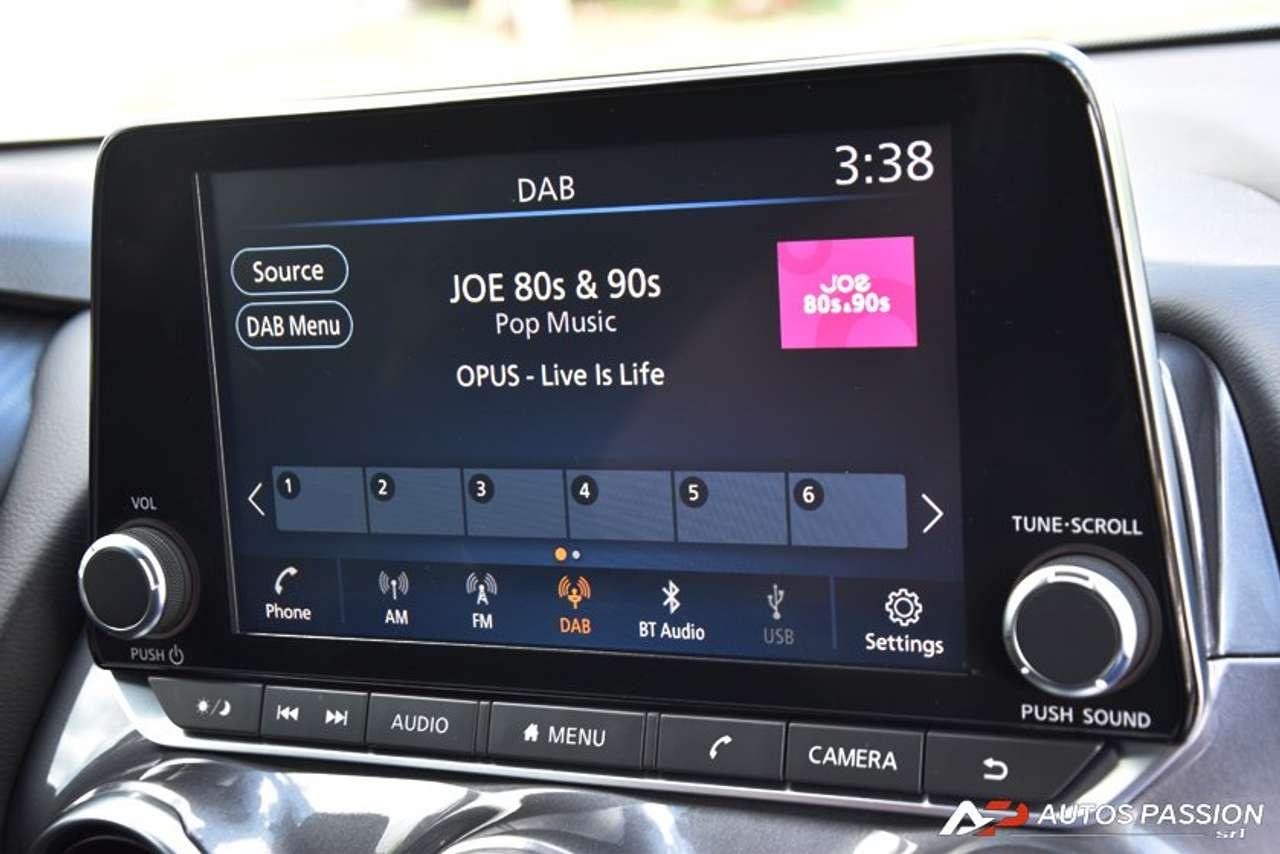 DAB
3:38
Source
DAB Menu
JOE 80s & 90s
Pop Music
OPUS - Live Is Life
JOE
80s&90s
1 2 3 4 5 6
Phone
AM
FM
DAB
BT Audio
USB
Settings
VOL
PUSH
TUNE·SCROLL
PUSH SOUND
AUDIO
MENU
CAMERA
AP AUTOS PASSION
srl